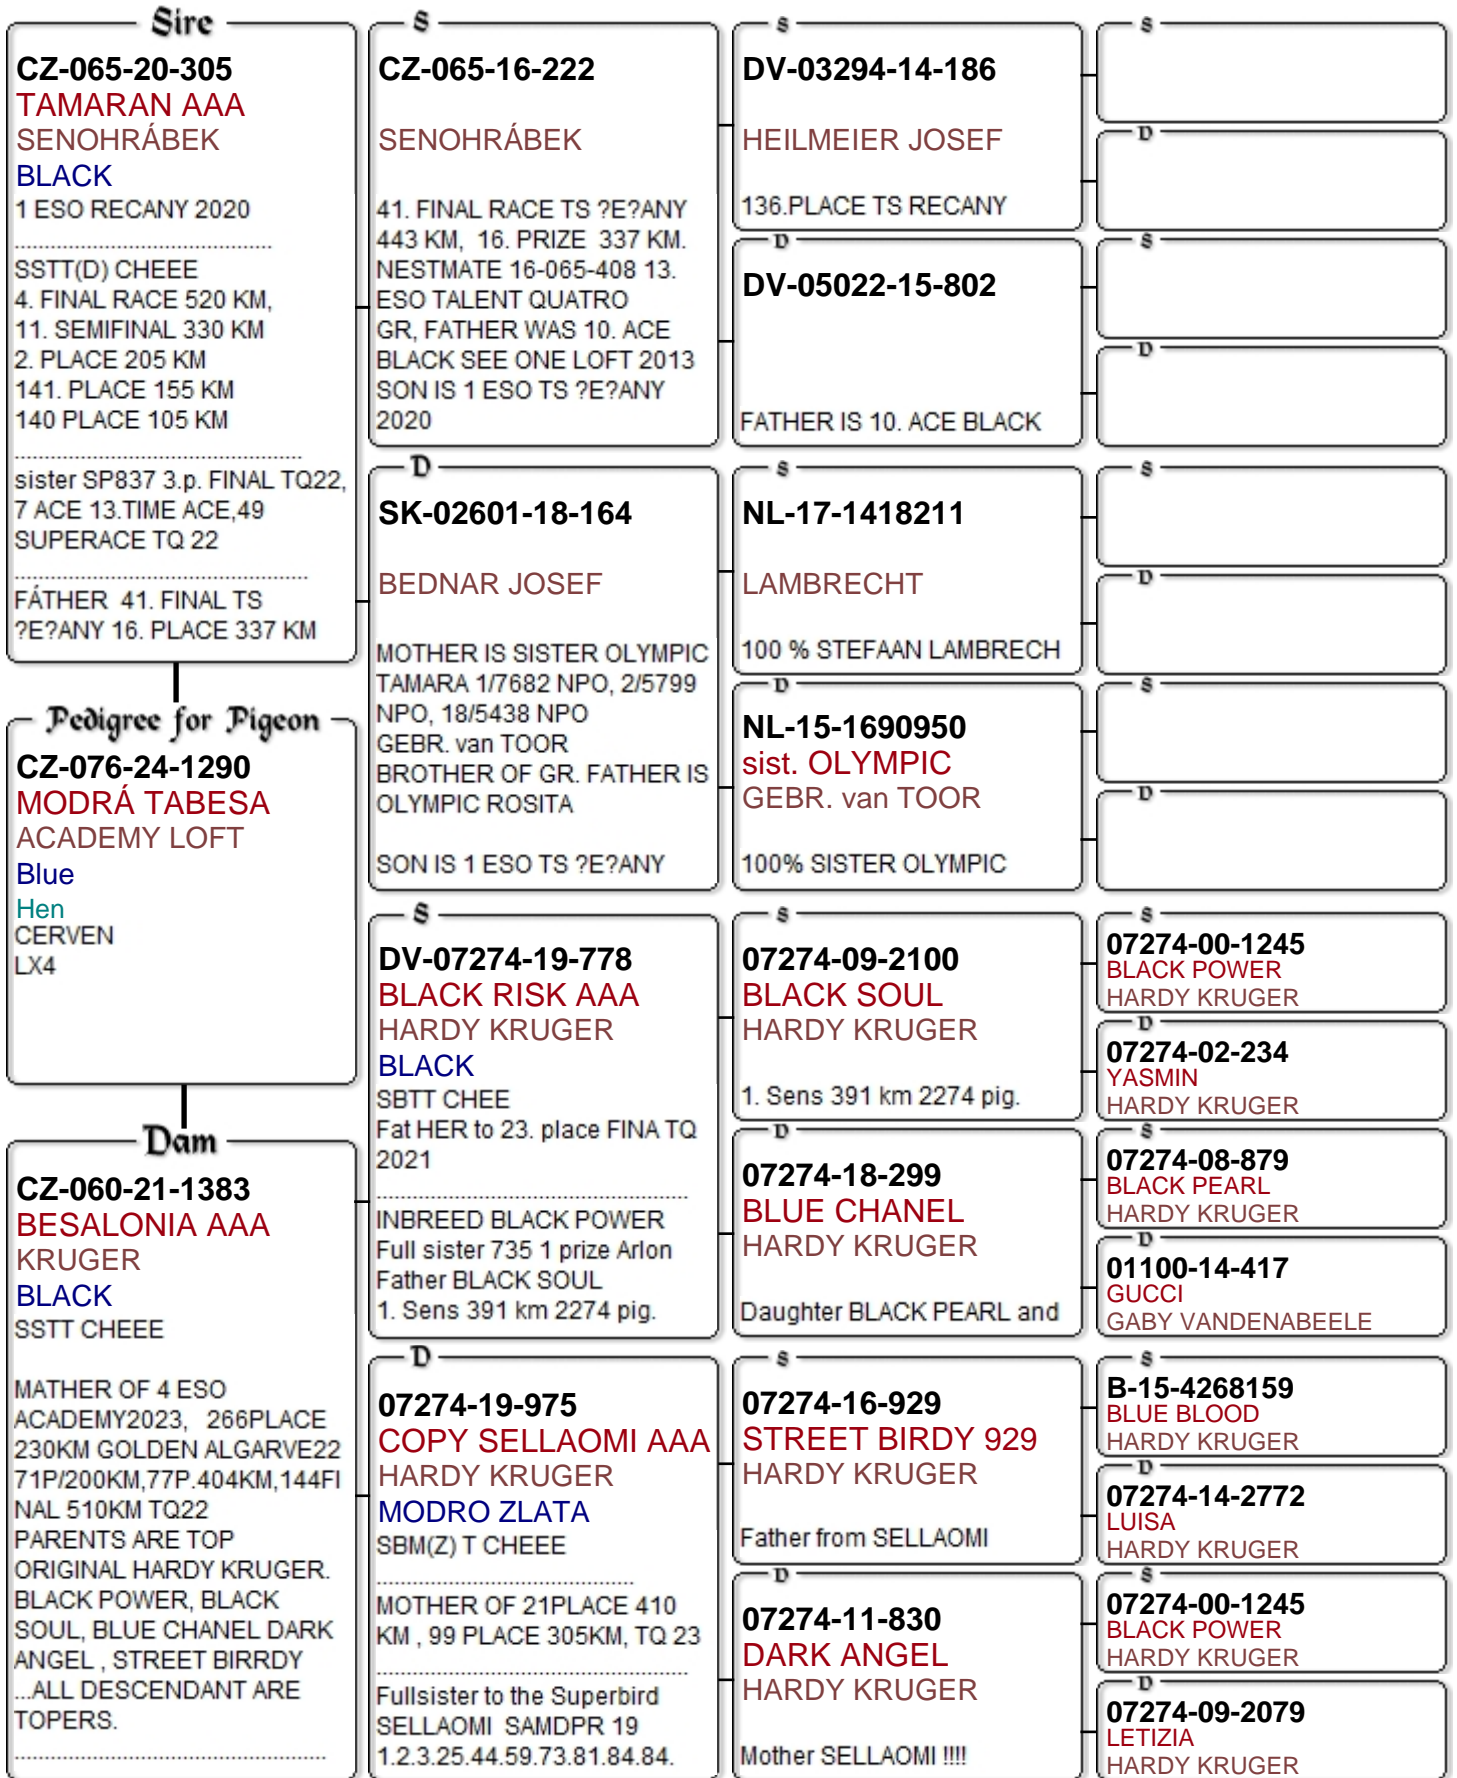 Sire
CZ-065-20-305
TAMARAN AAA
SENOHRÁBEK
BLACK
1 ESO RECANY 2020
...........................................
SSTT(D) CHEEE
4. FINAL RACE 520 KM,
11. SEMIFINAL 330 KM
2. PLACE 205 KM
141. PLACE 155 KM
140 PLACE 105 KM
................................................
sister SP837 3.p. FINAL TQ22,
7 ACE 13.TIME ACE,49
SUPERACE TQ 22
.................................................
FÁTHER  41. FINAL TS
?E?ANY 16. PLACE 337 KM
Pedigree for Pigeon
CZ-076-24-1290
MODRÁ TABESA
ACADEMY LOFT
Blue
Hen
CERVEN
LX4
Dam
CZ-060-21-1383
BESALONIA AAA
KRUGER
BLACK
SSTT CHEEE
MATHER OF 4 ESO
ACADEMY2023,   266PLACE
230KM GOLDEN ALGARVE22
71P/200KM,77P.404KM,144FI
NAL 510KM TQ22
PARENTS ARE TOP
ORIGINAL HARDY KRUGER.
BLACK POWER, BLACK
SOUL, BLUE CHANEL DARK
ANGEL , STREET BIRRDY
...ALL DESCENDANT ARE
TOPERS.
....................................................
S
CZ-065-16-222
SENOHRÁBEK
41. FINAL RACE TS ?E?ANY
443 KM,  16. PRIZE  337 KM.
NESTMATE 16-065-408 13.
ESO TALENT QUATRO
GR, FATHER WAS 10. ACE
BLACK SEE ONE LOFT 2013
SON IS 1 ESO TS ?E?ANY
2020
D
SK-02601-18-164
BEDNAR JOSEF
MOTHER IS SISTER OLYMPIC
TAMARA 1/7682 NPO, 2/5799
NPO, 18/5438 NPO
GEBR. van TOOR
BROTHER OF GR. FATHER IS
OLYMPIC ROSITA
SON IS 1 ESO TS ?E?ANY
S
DV-07274-19-778
BLACK RISK AAA
HARDY KRUGER
BLACK
SBTT CHEE
Fat HER to 23. place FINA TQ
2021
....................................................
INBREED BLACK POWER
Full sister 735 1 prize Arlon
Father BLACK SOUL
1. Sens 391 km 2274 pig.
D
07274-19-975
COPY SELLAOMI AAA
HARDY KRUGER
MODRO ZLATA
SBM(Z) T CHEEE
...........................................
MOTHER OF 21PLACE 410
KM , 99 PLACE 305KM, TQ 23
....................................................
Fullsister to the Superbird
SELLAOMI  SAMDPR 19
1.2.3.25.44.59.73.81.84.84.
S
DV-03294-14-186
HEILMEIER JOSEF
136.PLACE TS RECANY
D
DV-05022-15-802
FATHER IS 10. ACE BLACK
S
NL-17-1418211
LAMBRECHT
100 % STEFAAN LAMBRECH
D
NL-15-1690950
sist. OLYMPIC
GEBR. van TOOR
100% SISTER OLYMPIC
S
07274-09-2100
BLACK SOUL
HARDY KRUGER
1. Sens 391 km 2274 pig.
D
07274-18-299
BLUE CHANEL
HARDY KRUGER
Daughter BLACK PEARL and
S
07274-16-929
STREET BIRDY 929
HARDY KRUGER
Father from SELLAOMI
D
07274-11-830
DARK ANGEL
HARDY KRUGER
Mother SELLAOMI !!!!
S
D
S
D
S
D
S
D
S
07274-00-1245
BLACK POWER
HARDY KRUGER
D
07274-02-234
YASMIN
HARDY KRUGER
S
07274-08-879
BLACK PEARL
HARDY KRUGER
D
01100-14-417
GUCCI
GABY VANDENABEELE
S
B-15-4268159
BLUE BLOOD
HARDY KRUGER
D
07274-14-2772
LUISA
HARDY KRUGER
S
07274-00-1245
BLACK POWER
HARDY KRUGER
D
07274-09-2079
LETIZIA
HARDY KRUGER